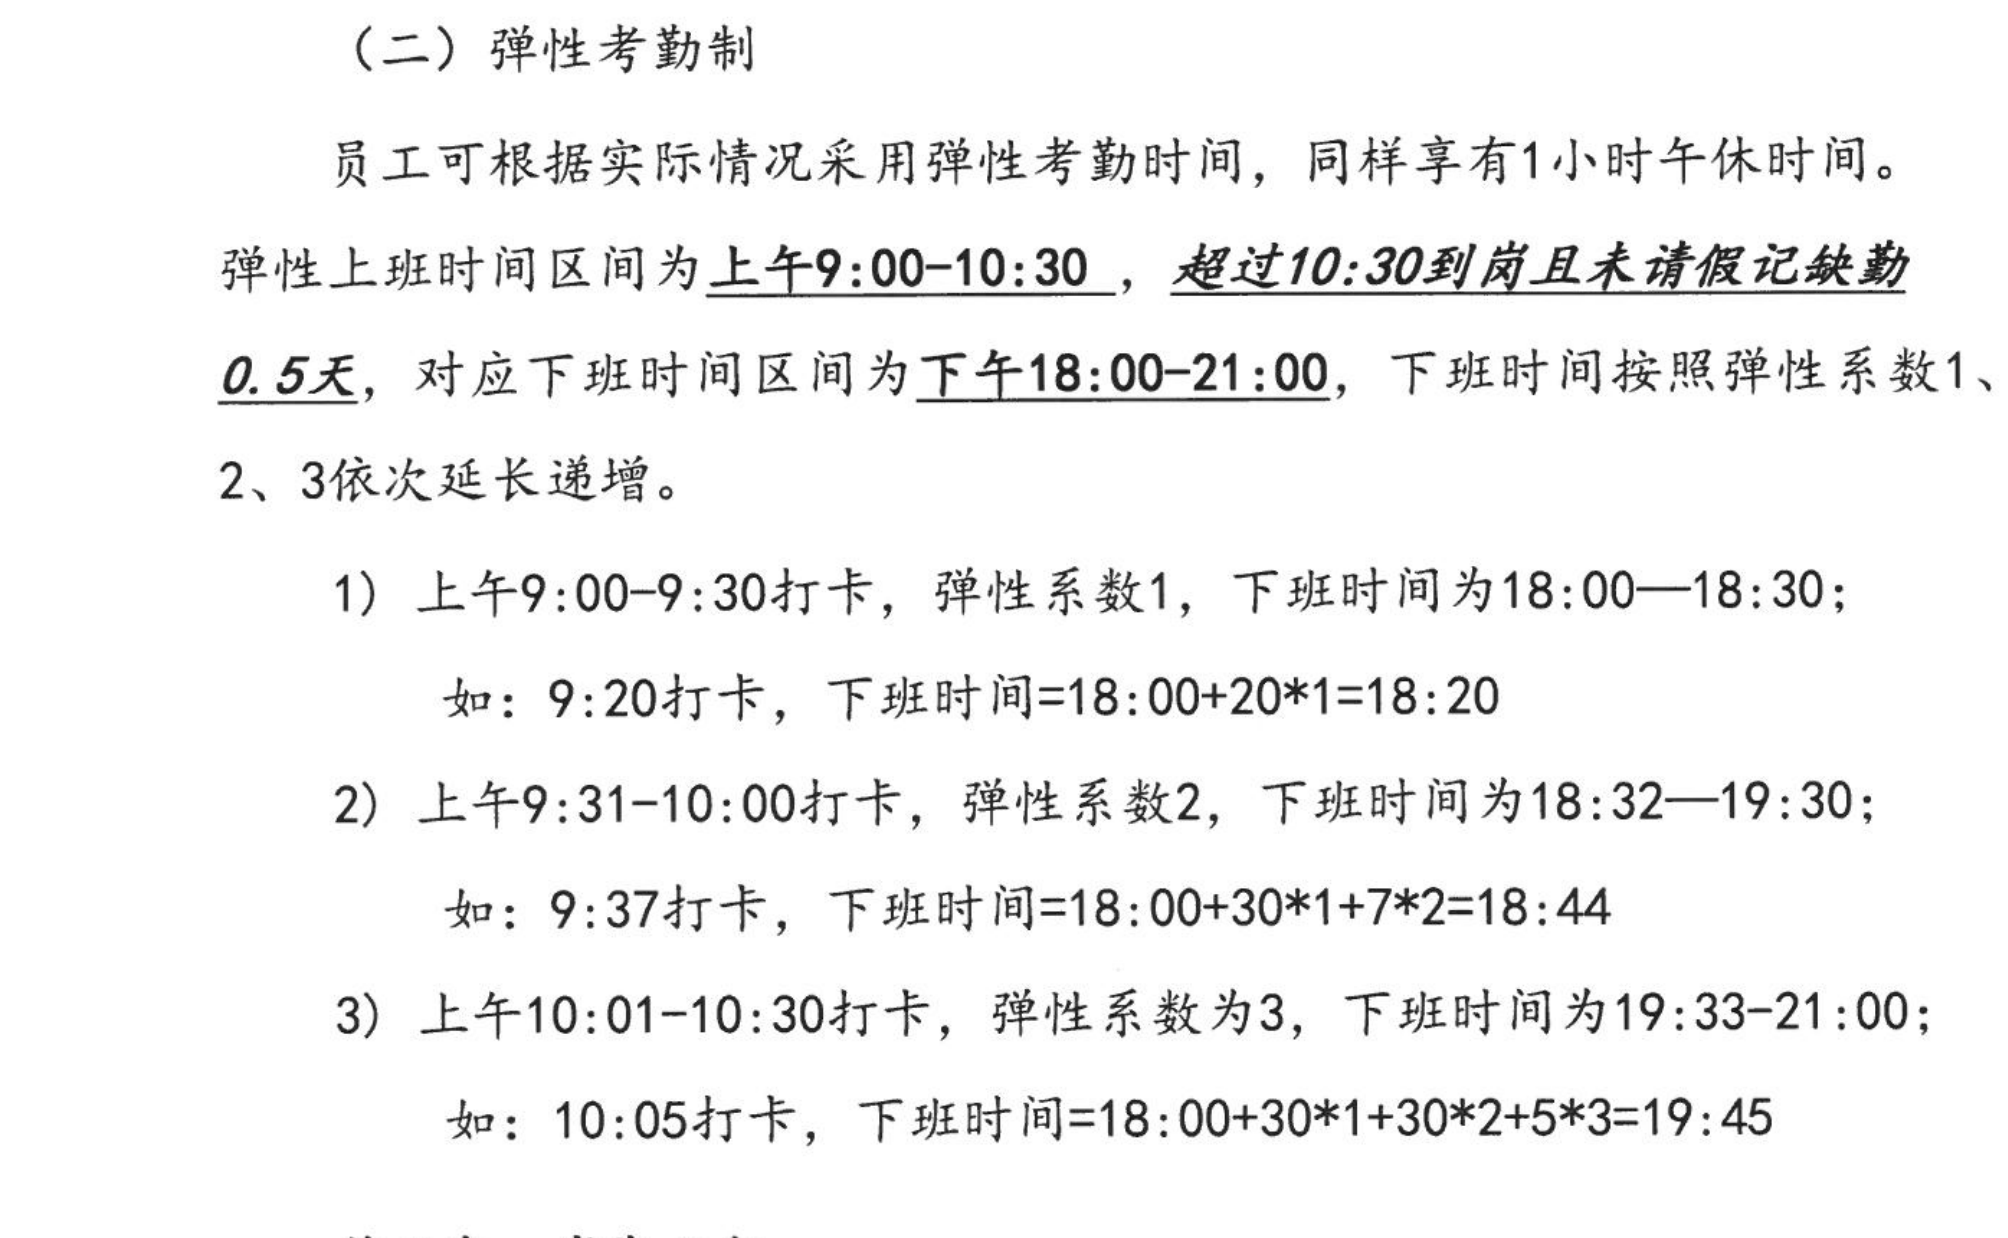 （二）弹性考勤制
员工可根据实际情况采用弹性考勤时间，同样享有1小时午休时间。
弹性上班时间区间为上午9:00-10:30 ，超过10:30到岗且未请假记缺勤
0.5天，对应下班时间区间为下午18:00-21:00，下班时间按照弹性系数1、
2、3依次延长递增。
1) 上午9:00-9:30打卡，弹性系数1，下班时间为18:00—18:30；
如：9:20打卡，下班时间=18:00+20*1=18:20
2) 上午9:31-10:00打卡，弹性系数2，下班时间为18:32—19:30；
如：9:37打卡，下班时间=18:00+30*1+7*2=18:44
3) 上午10:01-10:30打卡，弹性系数为3，下班时间为19:33-21:00；
如：10:05打卡，下班时间=18:00+30*1+30*2+5*3=19:45